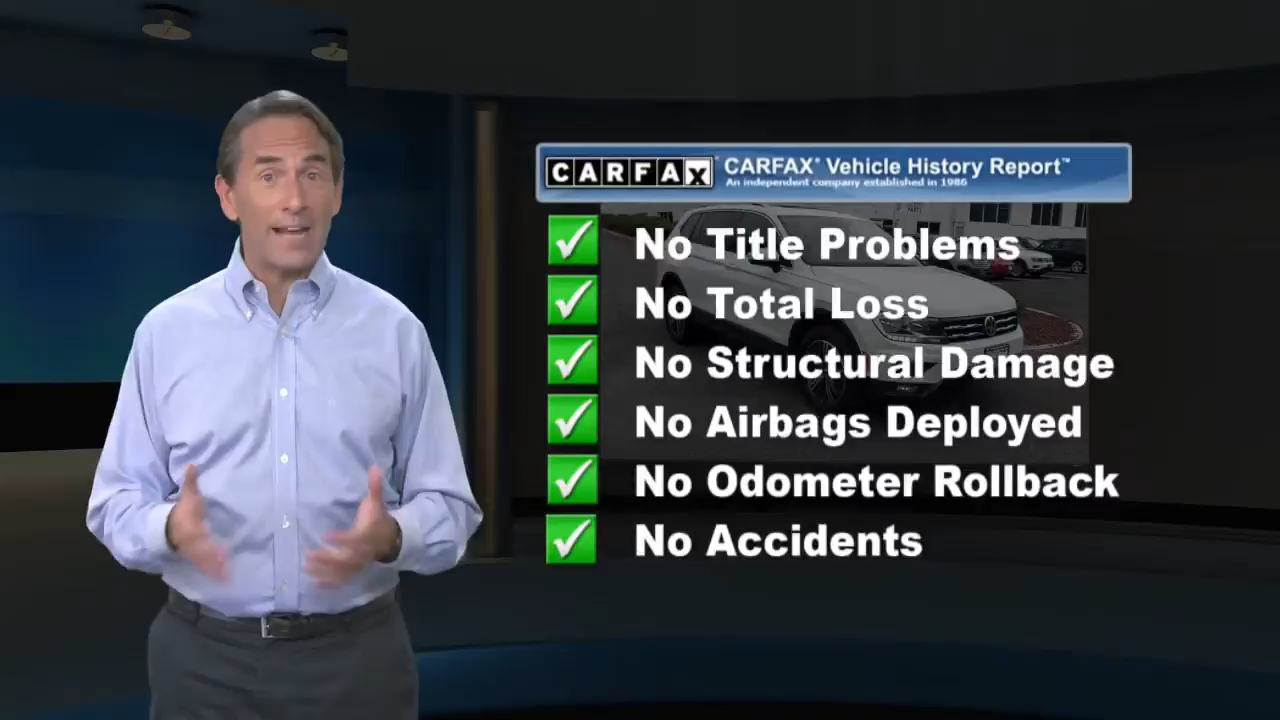 CARFAX® CARFAX® Vehicle History Report™
An independent company established in 1986
No Title Problems
No Total Loss
No Structural Damage
No Airbags Deployed
No Odometer Rollback
No Accidents